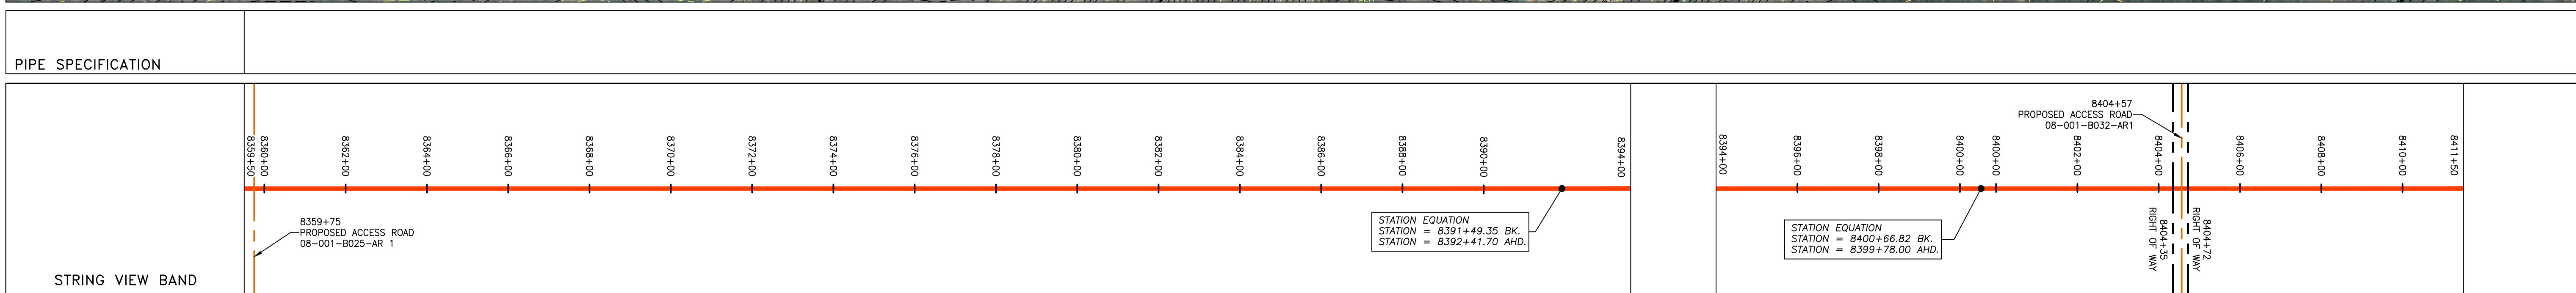 PIPE SPECIFICATION
STRING VIEW BAND
8359+50
8360+00
8362+00
8364+00
8366+00
8368+00
8370+00
8372+00
8374+00
8376+00
8378+00
8380+00
8382+00
8384+00
8386+00
8388+00
8390+00
8394+00
8359+75
PROPOSED ACCESS ROAD
08-001-B025-AR 1
STATION EQUATION
STATION = 8391+49.35 BK.
STATION = 8392+41.70 AHD.
8394+00
8396+00
8398+00
8400+00
8400+00
8402+00
8404+00
8406+00
8408+00
8410+00
8411+50
8404+57
PROPOSED ACCESS ROAD
08-001-B032-AR1
STATION EQUATION
STATION = 8400+66.82 BK.
STATION = 8399+78.00 AHD.
8404+35
RIGHT OF WAY
8404+72
RIGHT OF WAY